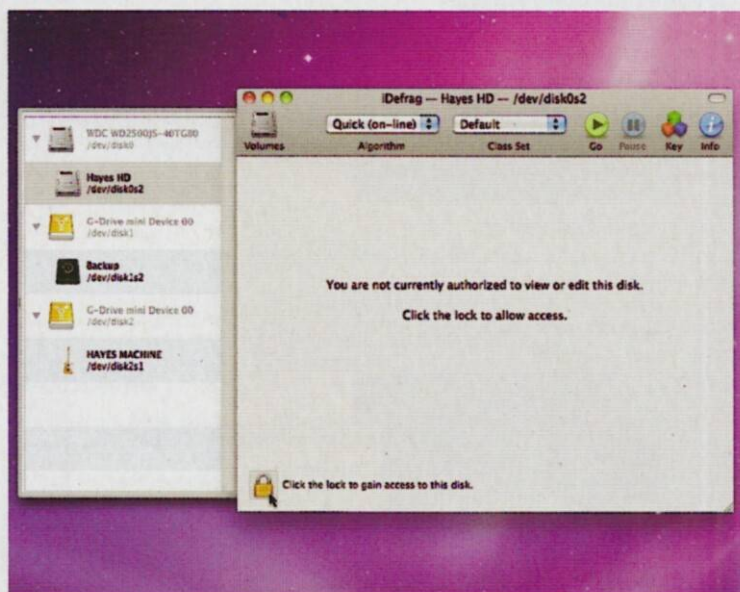 iDefrag — Hayes HD — /dev/disk0s2
Volumes
Quick (on-line)
Algorithm
Default
Class Set
Go
Pause
Key
Info
WDC WD2500JS-40TGB0
/dev/disk0
Hayes HD
/dev/disk0s2
G-Drive mini Device 00
/dev/disk1
Backup
/dev/disk1s2
G-Drive mini Device 00
/dev/disk2
HAYES MACHINE
/dev/disk2s1
You are not currently authorized to view or edit this disk.
Click the lock to allow access.
Click the lock to gain access to this disk.